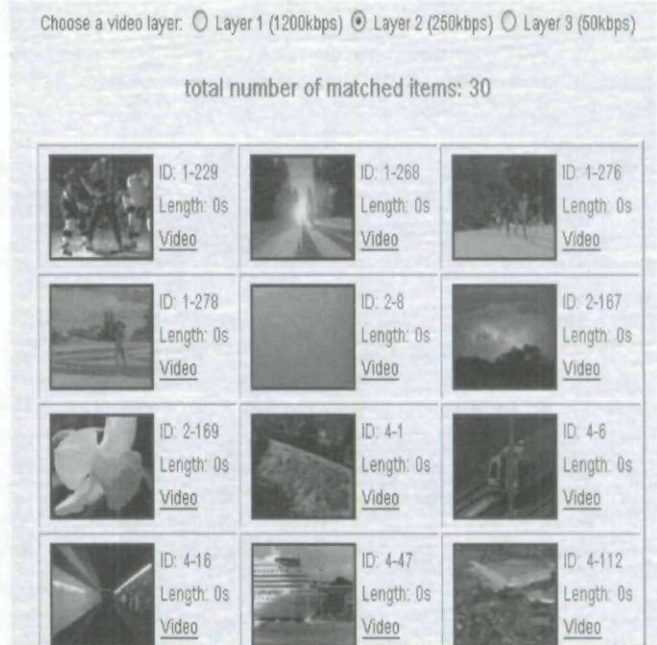 Choose a video layer: Layer 1 (1200kbps) Layer 2 (250kbps) Layer 3 (50kbps)
total number of matched items: 30
ID: 1-229
Length: 0s
Video
ID: 1-268
Length: 0s
Video
ID: 1-276
Length: 0s
Video
ID: 1-278
Length: 0s
Video
ID: 2-8
Length: 0s
Video
ID: 2-167
Length: 0s
Video
ID: 2-169
Length: 0s
Video
ID: 4-1
Length: 0s
Video
ID: 4-6
Length: 0s
Video
ID: 4-16
Length: 0s
Video
ID: 4-47
Length: 0s
Video
ID: 4-112
Length: 0s
Video